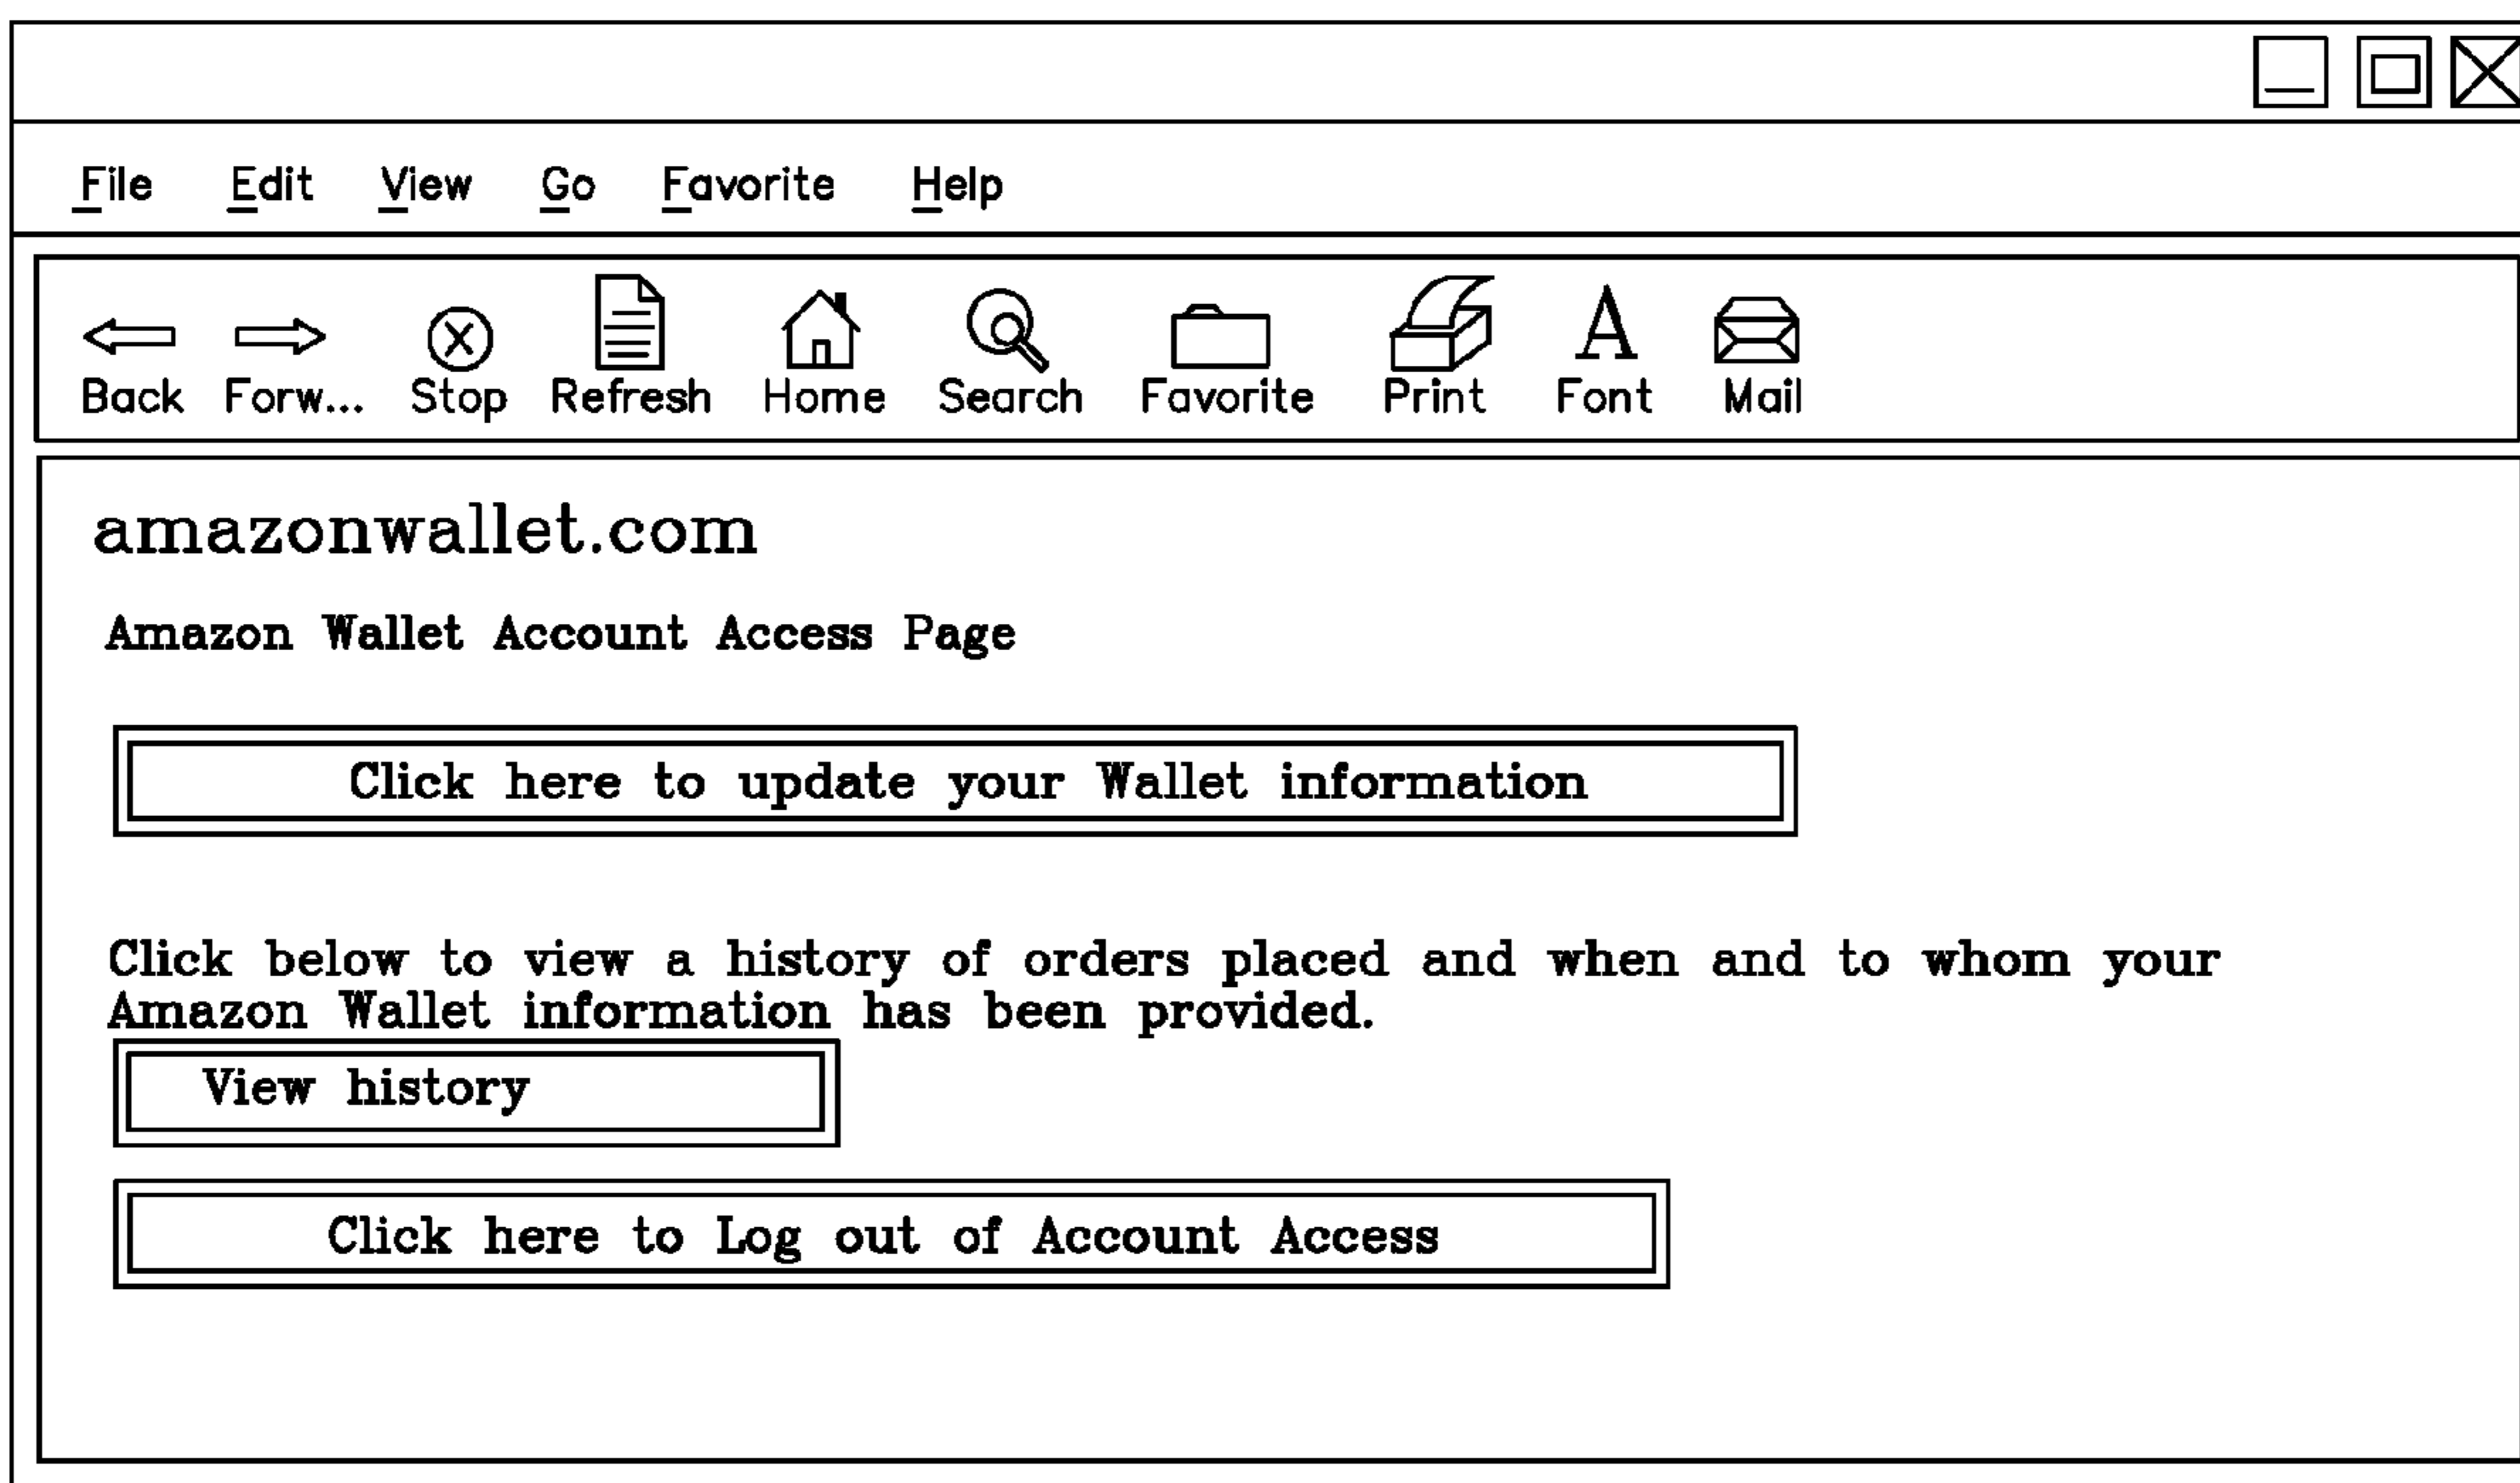 File Edit View Go Favorite Help
Back Forw... Stop Refresh Home Search Favorite Print Font Mail
amazonwallet.com
Amazon Wallet Account Access Page
Click here to update your Wallet information
Click below to view a history of orders placed and when and to whom your
Amazon Wallet information has been provided.
View history
Click here to Log out of Account Access